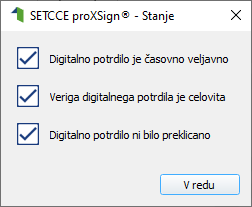 SETCCE proXSign® - Stanje
Digitalno potrdilo je časovno veljavno
Veriga digitalnega potrdila je celovita
Digitalno potrdilo ni bilo preklicano
V redu